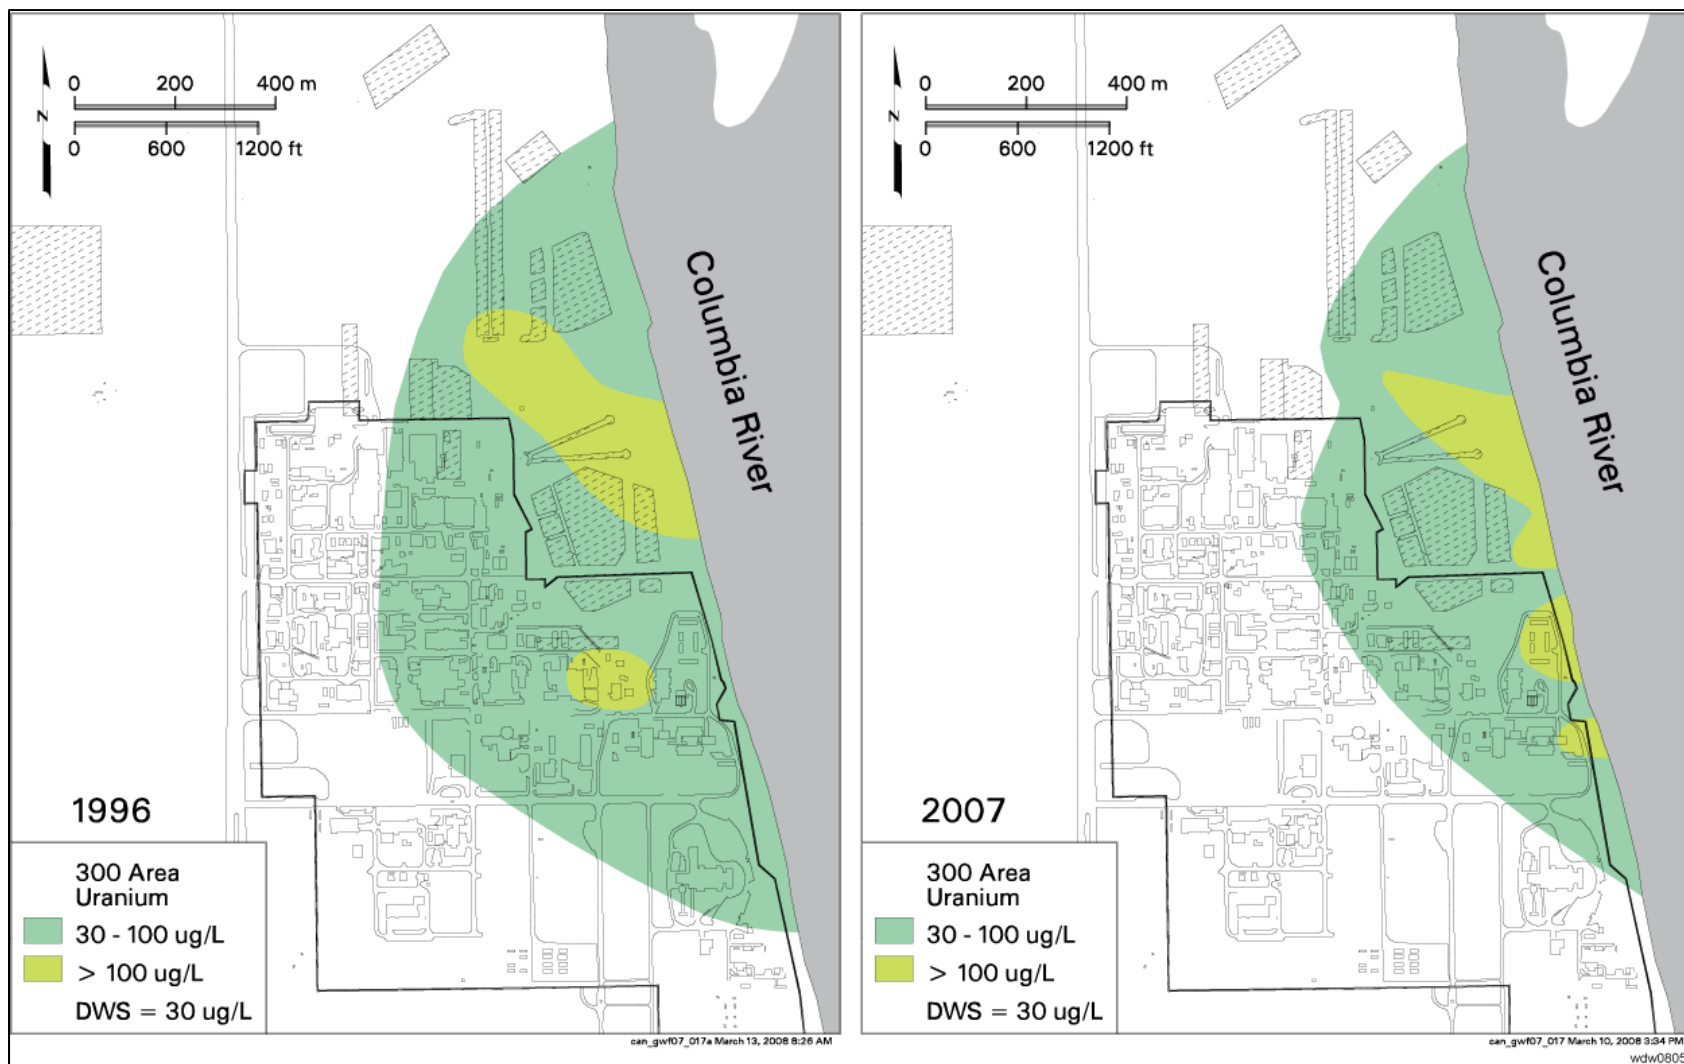 0 200 400 m
N
0 600 1200 ft
Columbia River
1996
300 Area
Uranium
30 - 100 ug/L
> 100 ug/L
DWS = 30 ug/L
can_gwf07_017a March 13, 2008 8:26 AM
0 200 400 m
N
0 600 1200 ft
Columbia River
2007
300 Area
Uranium
30 - 100 ug/L
> 100 ug/L
DWS = 30 ug/L
can_gwf07_017 March 10, 2008 3:34 PM
wdw0805